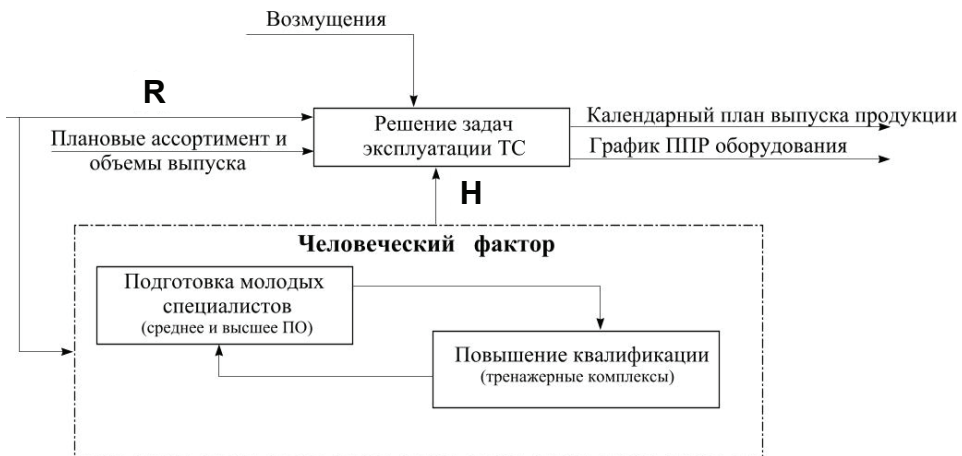 Возмущения
R
Плановые ассортимент и
объемы выпуска
Решение задач
эксплуатации ТС
Календарный план выпуска продукции
График ППР оборудования
H
Человеческий фактор
Подготовка молодых
специалистов
(среднее и высшее ПО)
Повышение квалификации
(тренажерные комплексы)